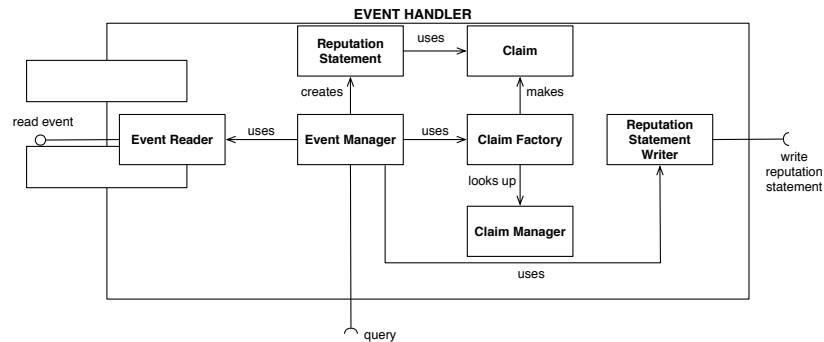 EVENT HANDLER
Reputation
Statement
uses
Claim
creates
makes
read event
Event Reader
uses
Event Manager
uses
Claim Factory
Reputation
Statement
Writer
write
reputation
statement
looks up
Claim Manager
uses
query